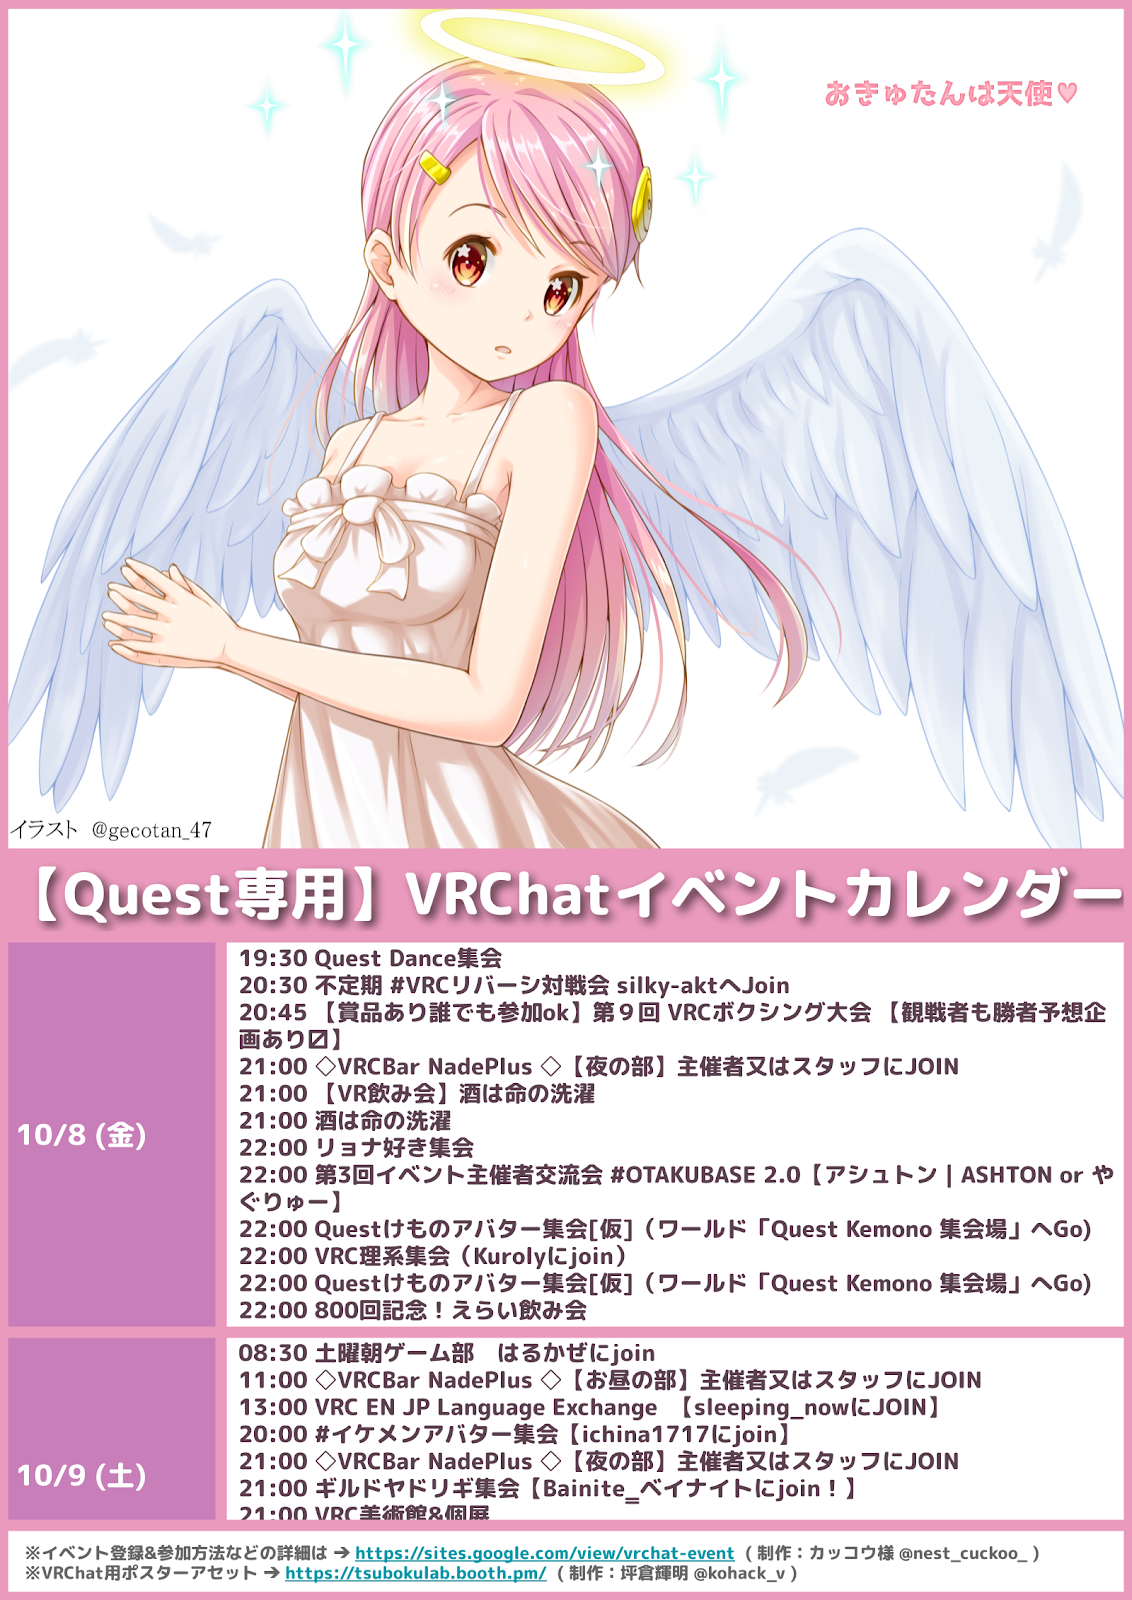 おきゅたんは天使♥
イラスト @gecotan_47
【Quest専用】VRChatイベントカレンダー
10/8 (金)
19:30 Quest Dance集会
20:30 不定期 #VRCリバーシ対戦会 silky-aktへJoin
20:45 【賞品あり誰でも参加ok】第９回 VRCボクシング大会 【観戦者も勝者予想企
画あり〼】
21:00 ◇VRCBar NadePlus ◇【夜の部】主催者又はスタッフにJOIN
21:00 【VR飲み会】酒は命の洗濯
21:00 酒は命の洗濯
22:00 リョナ好き集会
22:00 第3回イベント主催者交流会 #OTAKUBASE 2.0【アシュトン | ASHTON or や
ぐりゅー】
22:00 Questけものアバター集会[仮]（ワールド「Quest Kemono 集会場」へGo)
22:00 VRC理系集会（Kurolyにjoin）
22:00 Questけものアバター集会[仮]（ワールド「Quest Kemono 集会場」へGo)
22:00 800回記念！えらい飲み会
10/9 (土)
08:30 土曜朝ゲーム部　はるかぜにjoin
11:00 ◇VRCBar NadePlus ◇【お昼の部】主催者又はスタッフにJOIN
13:00 VRC EN JP Language Exchange 【sleeping_nowにJOIN】
20:00 #イケメンアバター集会【ichina1717にjoin】
21:00 ◇VRCBar NadePlus ◇【夜の部】主催者又はスタッフにJOIN
21:00 ギルドヤドリギ集会【Bainite‗ベイナイトにjoin！】
21:00 VRC美術館&個展
※イベント登録&参加方法などの詳細は → https://sites.google.com/view/vrchat-event ( 制作：カッコウ様 @nest_cuckoo_ )
※VRChat用ポスターアセット → https://tsubokulab.booth.pm/ ( 制作：坪倉輝明 @kohack_v )